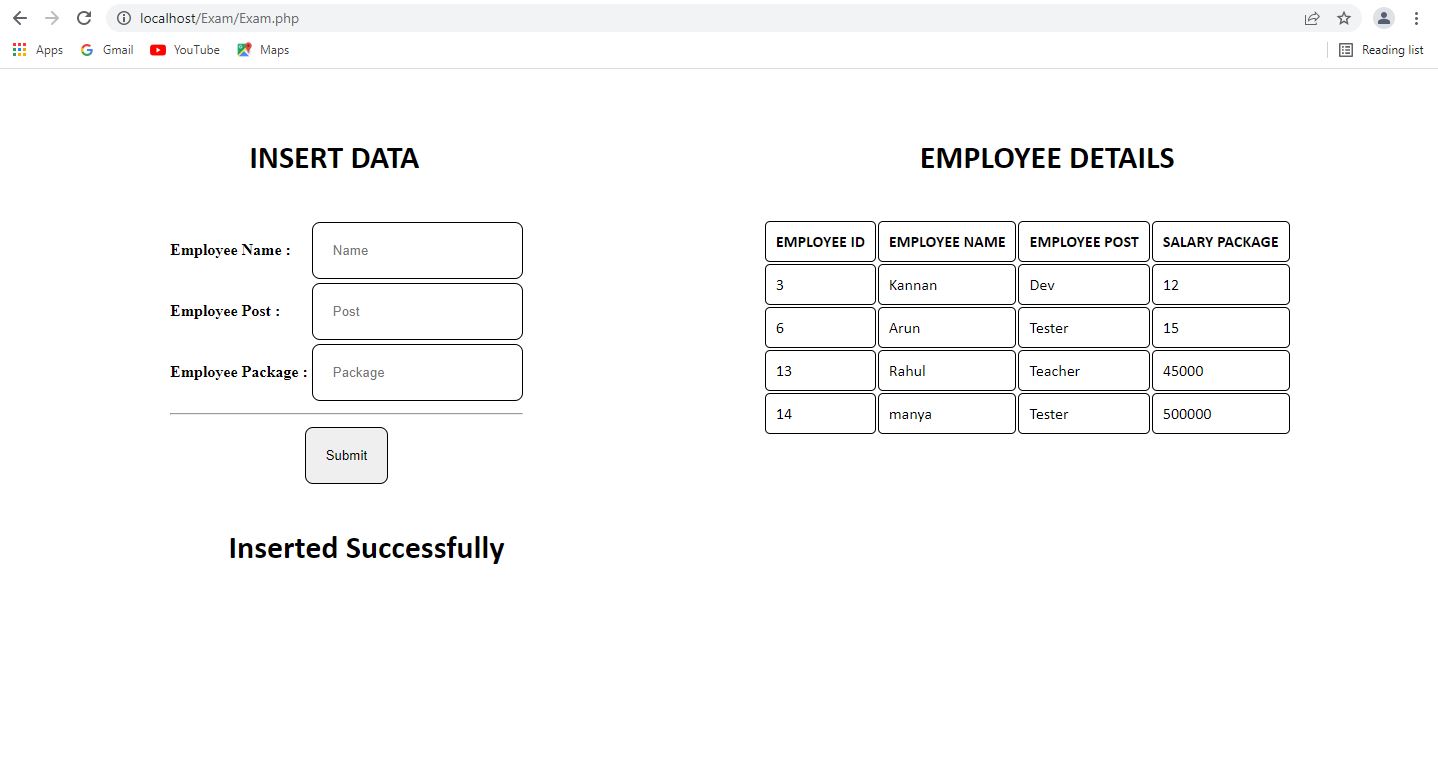 localhost/Exam/Exam.php
Apps Gmail YouTube Maps Reading list
INSERT DATA
Employee Name : Name
Employee Post : Post
Employee Package : Package
Submit
Inserted Successfully
EMPLOYEE DETAILS
EMPLOYEE ID EMPLOYEE NAME EMPLOYEE POST SALARY PACKAGE
3 Kannan Dev 12
6 Arun Tester 15
13 Rahul Teacher 45000
14 manya Tester 500000